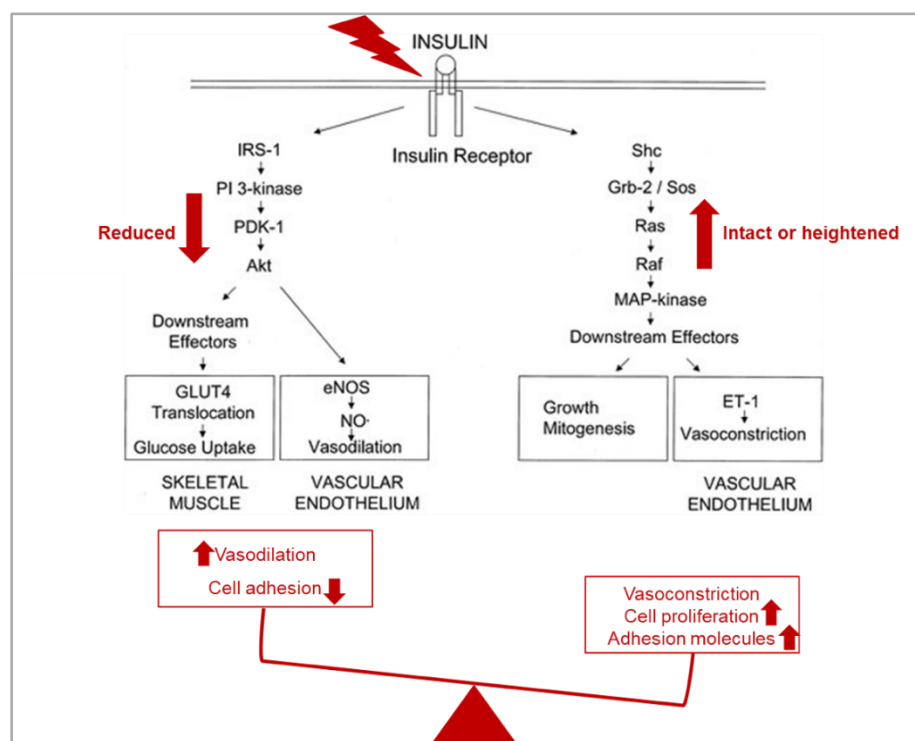 INSULIN
Insulin Receptor
IRS-1
PI 3-kinase
PDK-1
Akt
Reduced
Downstream
Effectors
GLUT4
Translocation
Glucose Uptake
SKELETAL
MUSCLE
eNOS
NO·
Vasodilation
VASCULAR
ENDOTHELIUM
Shc
Grb-2 / Sos
Ras
Raf
MAP-kinase
Intact or heightened
Downstream Effectors
Growth
Mitogenesis
ET-1
Vasoconstriction
VASCULAR
ENDOTHELIUM
Vasodilation
Cell adhesion
Vasoconstriction
Cell proliferation
Adhesion molecules